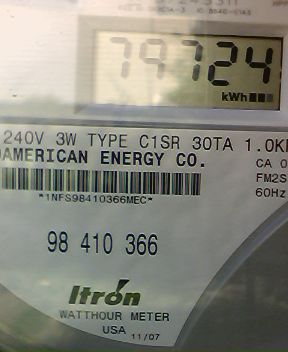 79724
kWh
240V 3W TYPE C1SR 30TA 1.0K
AMERICAN ENERGY CO.
CA 0
FM2S
60Hz
*1NFS98410366MEC*
98 410 366
Itrón
WATTHOUR METER
USA 11/07